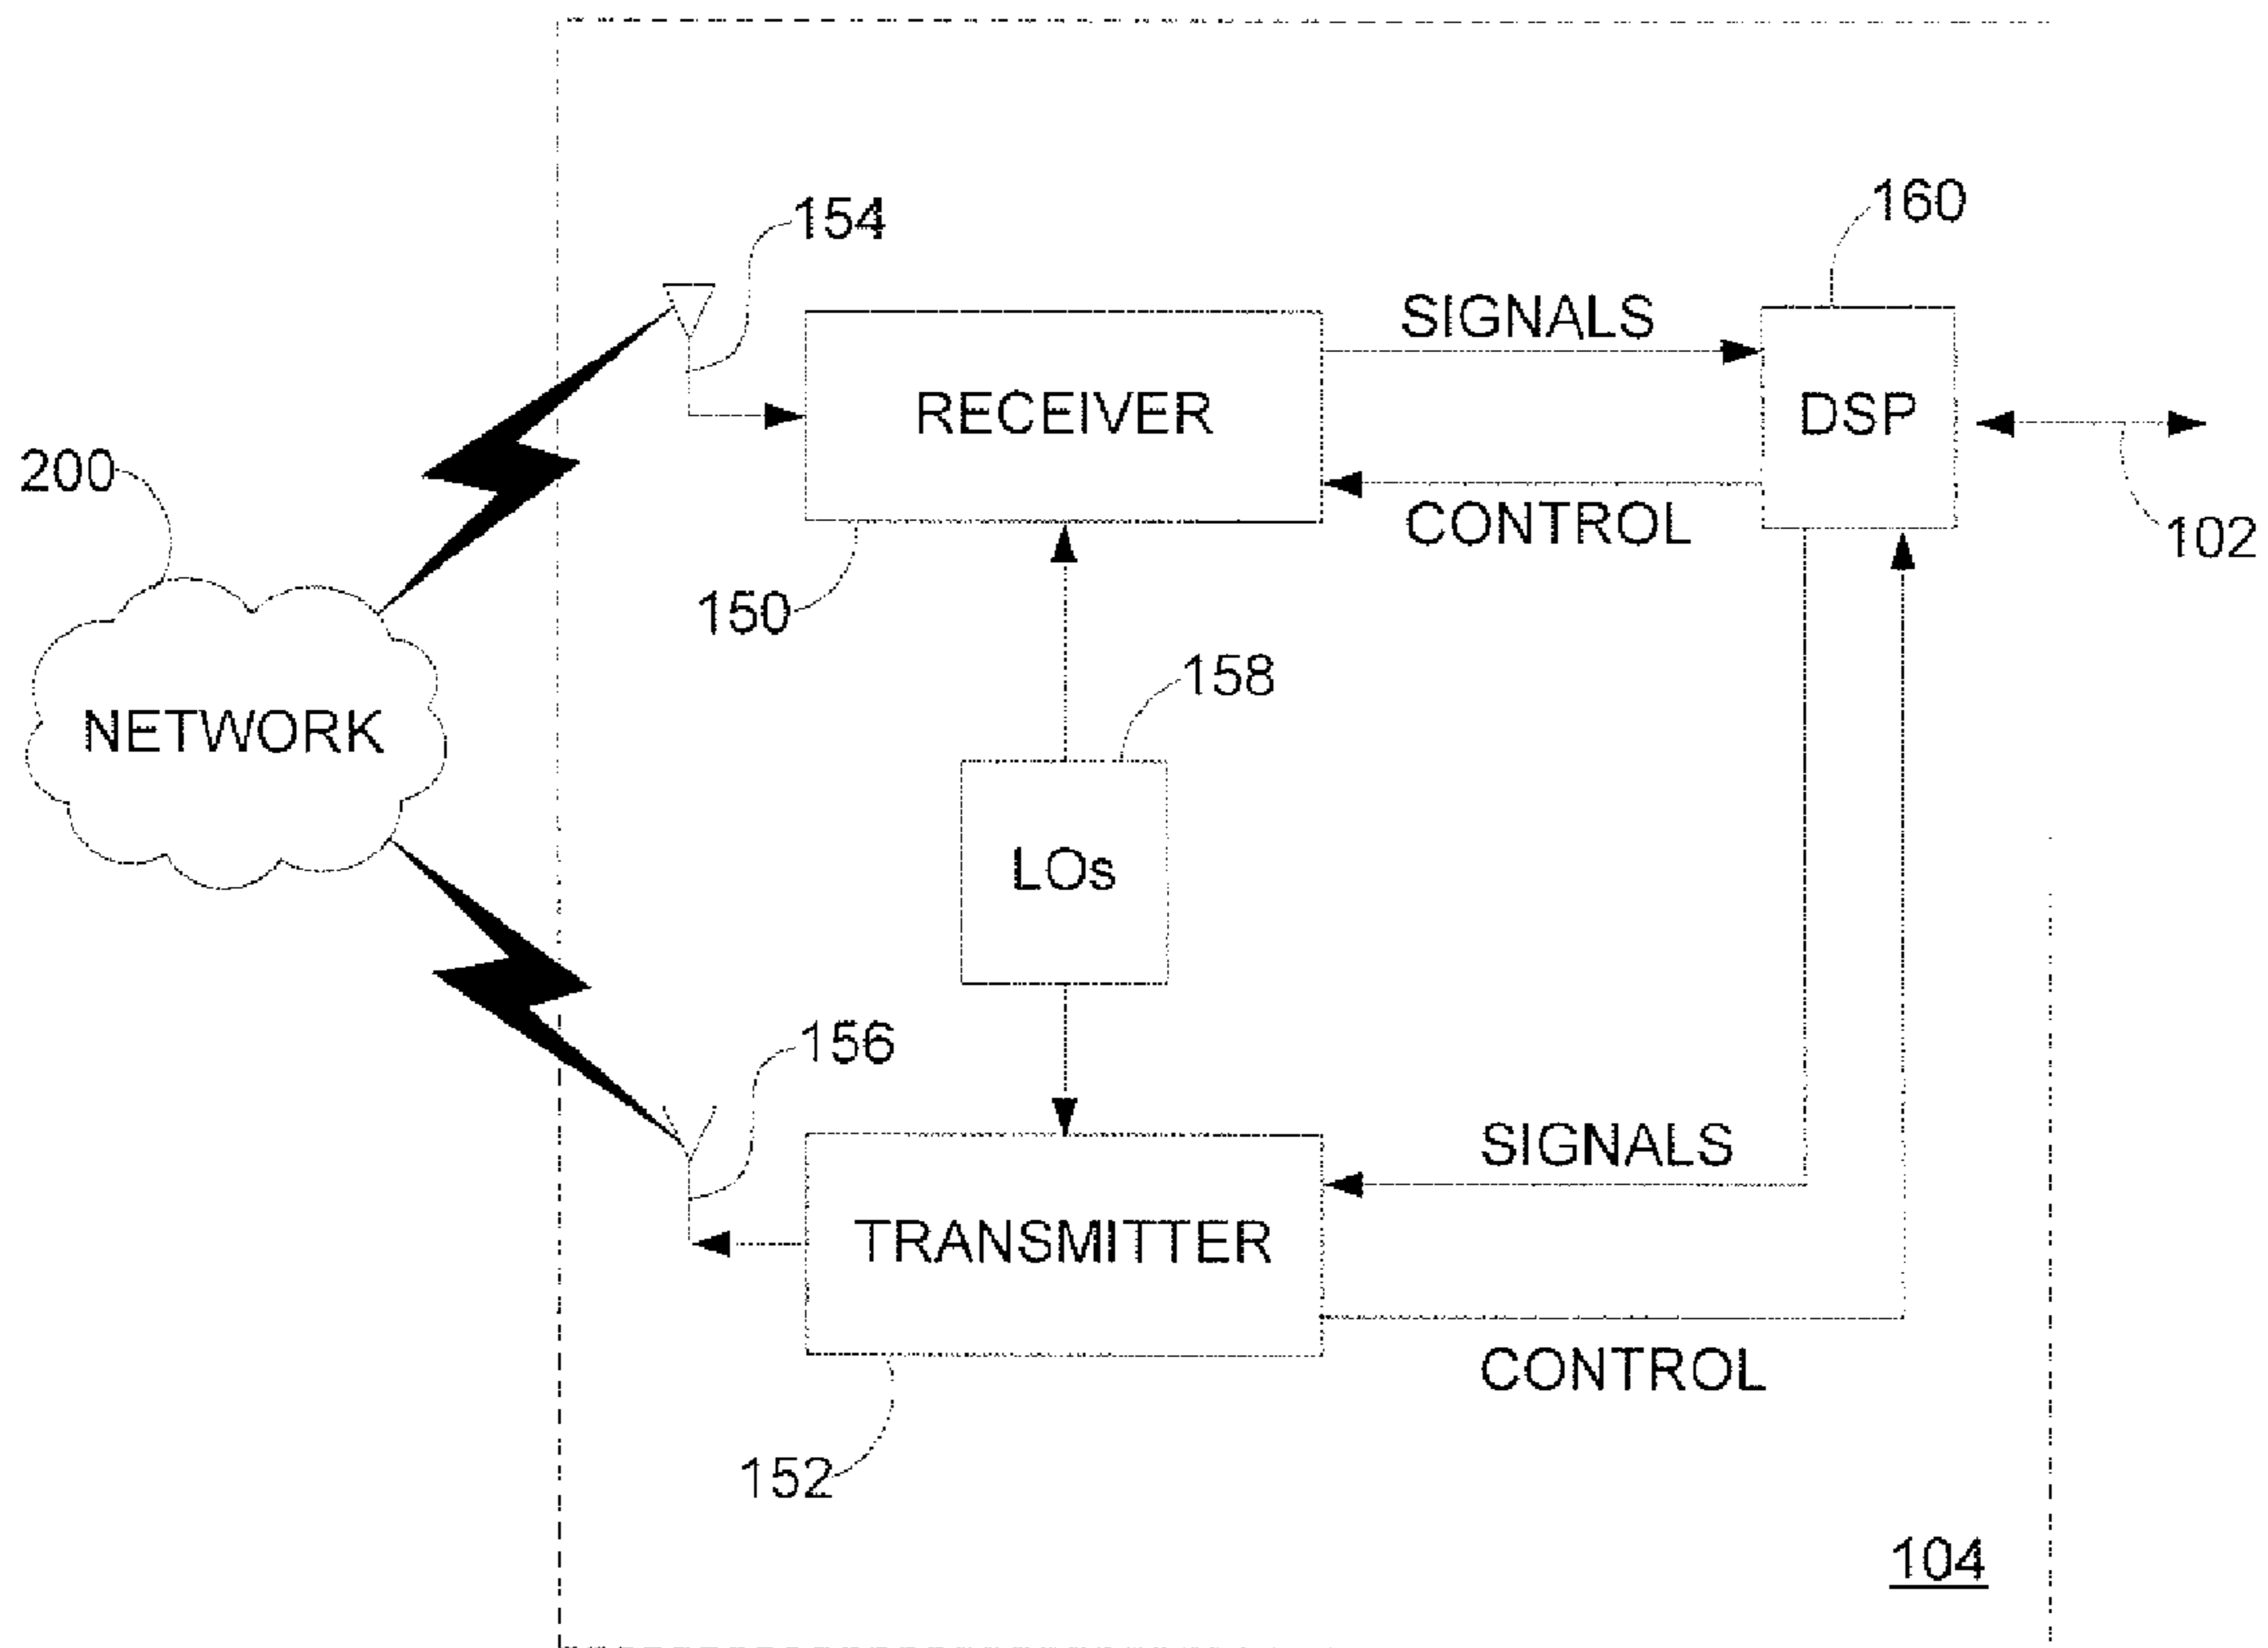 160
154
SIGNALS
RECEIVER
DSP
200
CONTROL
102
150
158
NETWORK
LOs
156
SIGNALS
TRANSMITTER
CONTROL
152
104